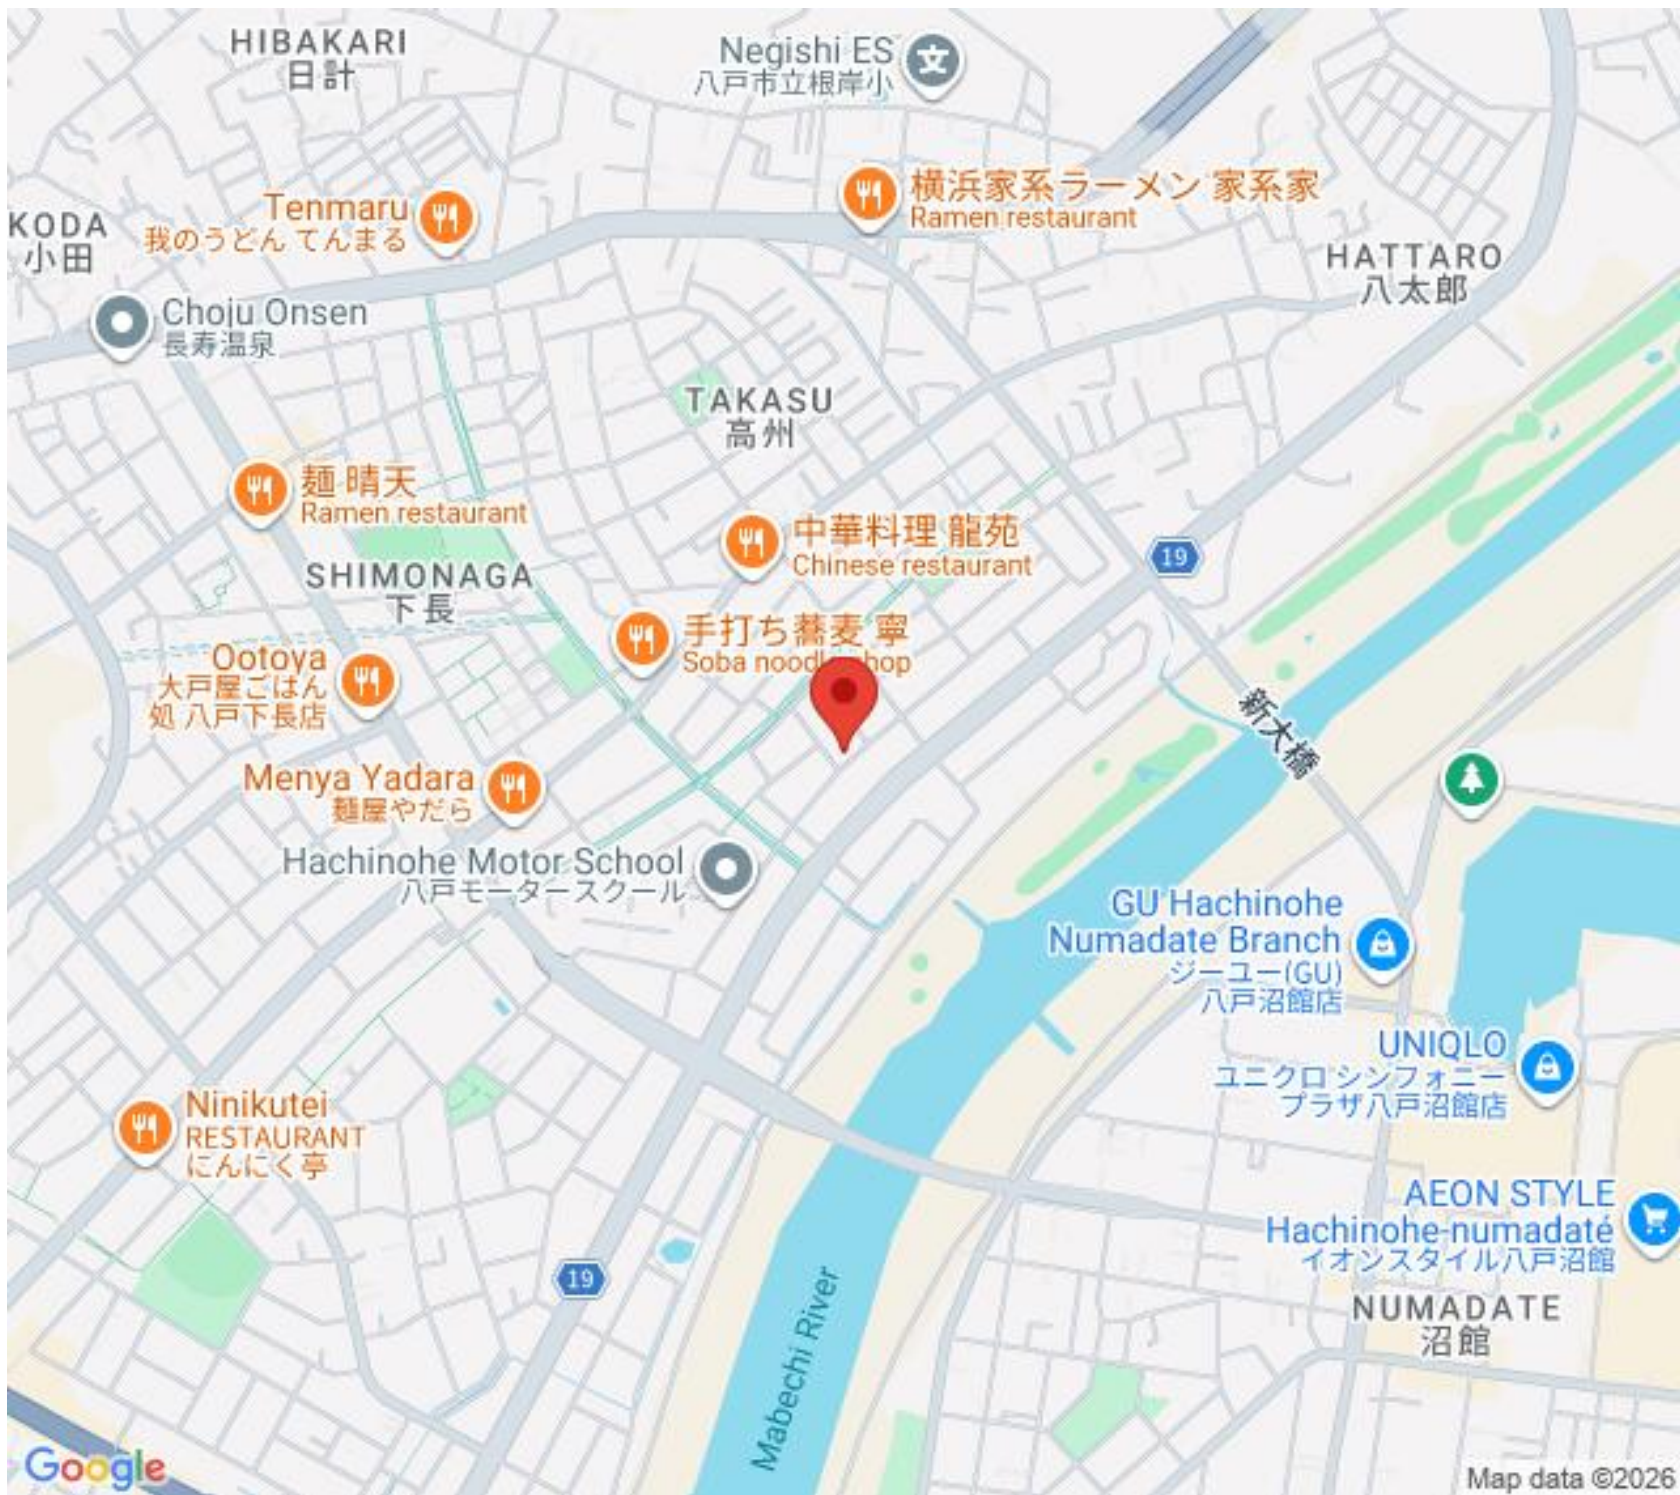 HIBAKARI
日計
Negishi ES
八戸市立根岸小
横浜家系ラーメン 家系家
Ramen restaurant
Tenmaru
我のうどん てんまる
KODA
小田
HATTARO
八太郎
Choju Onsen
長寿温泉
TAKASU
高州
麺 晴天
Ramen restaurant
中華料理 龍苑
Chinese restaurant
19
SHIMONAGA
下長
手打ち蕎麦 寧
Soba noodle shop
Ootoya
大戸屋ごはん
処 八戸下長店
新大橋
Menya Yadara
麺屋やだら
Hachinohe Motor School
八戸モータースクール
GU Hachinohe
Numadate Branch
ジーユー(GU)
八戸沼館店
UNIQLO
ユニクロ シンフォニー
プラザ八戸沼館店
Ninikutei
RESTAURANT
にんにく亭
AEON STYLE
Hachinohe-numadaté
イオンスタイル八戸沼館
19
NUMADATE
沼館
Mabechi River
Google
Map data ©2026